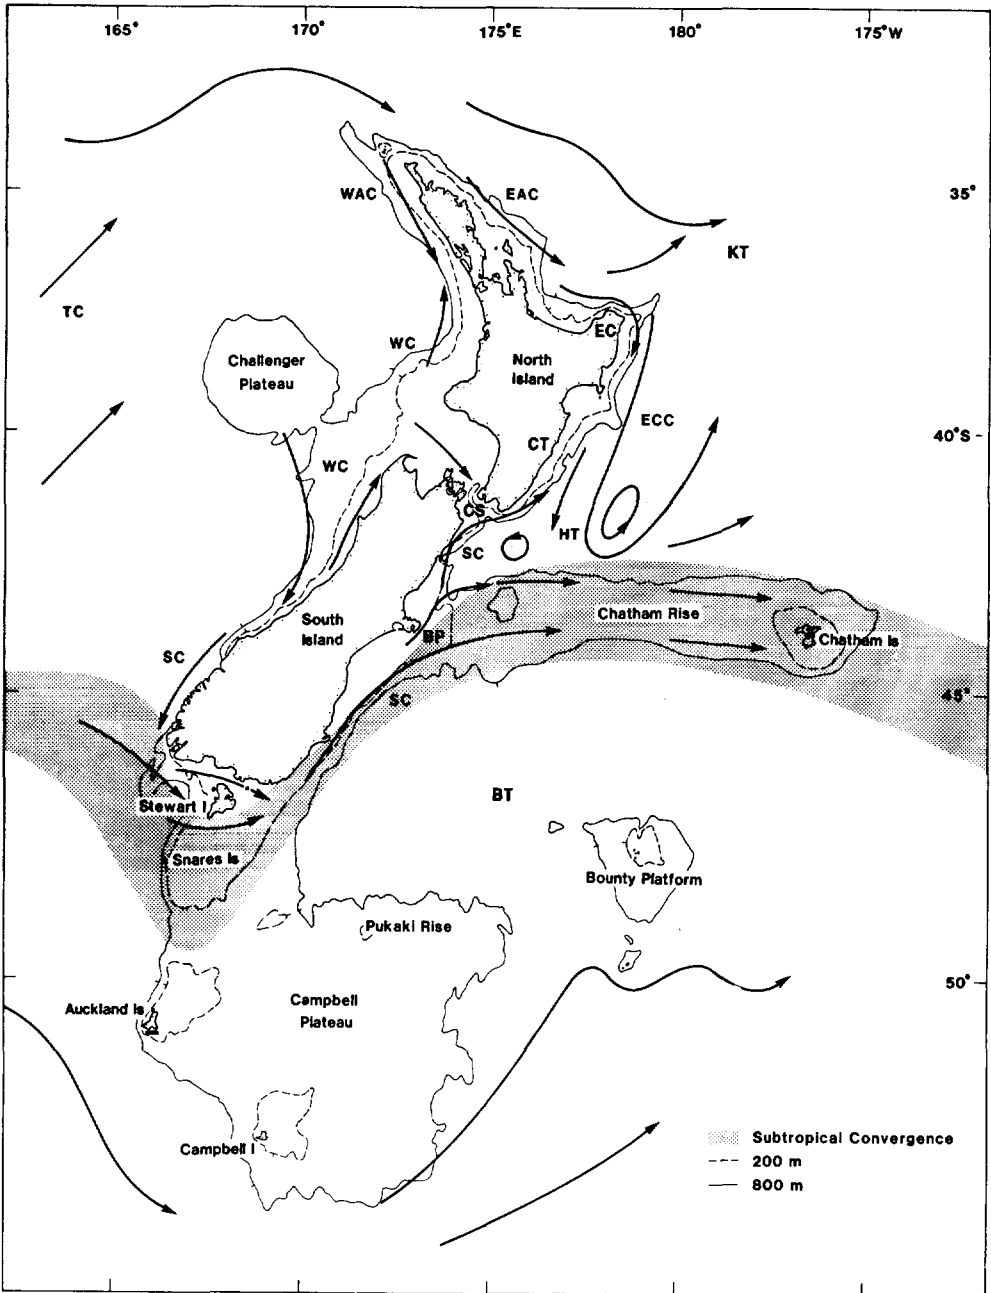 165°
170°
175°E
180°
175°W
WAC
EAC
35°
KT
TC
WC
EC
Challenger
Plateau
North
Island
ECC
CT
40°S
WC
CS
HT
SC
South
Island
Chatham Rise
BP
Chatham Is
SC
SC
45°
BT
Stewart I
Snares Is
Bounty Platform
Pukaki Rise
50°
Auckland Is
Campbell
Plateau
Subtropical Convergence
Campbell I
200 m
800 m